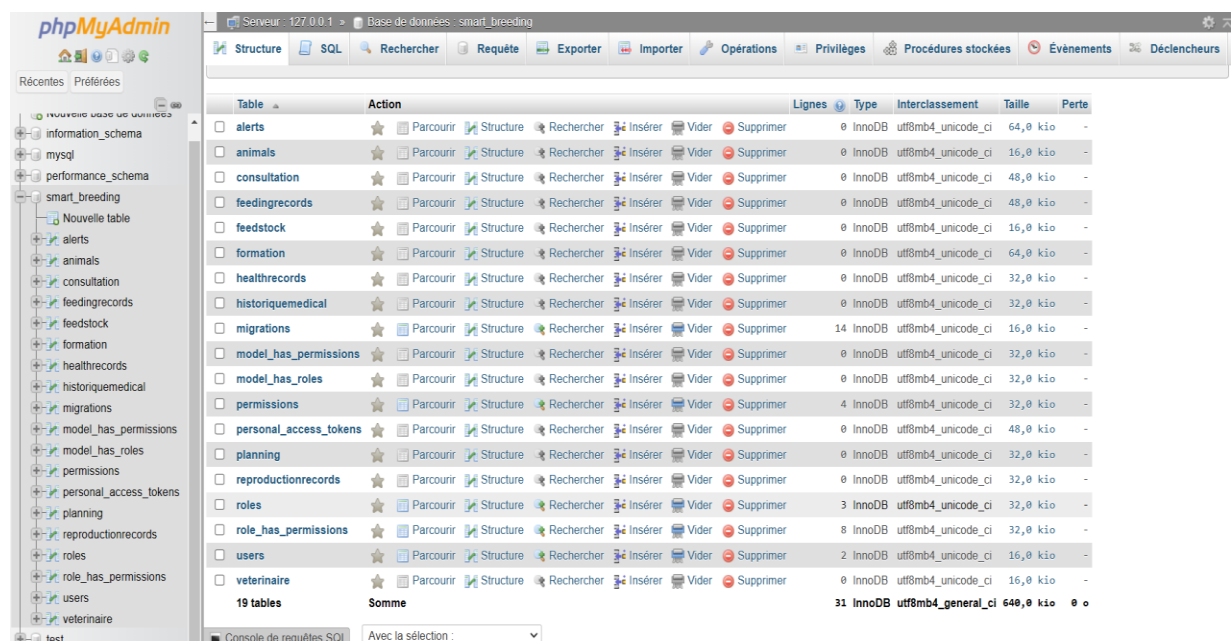 phpMyAdmin
Récentes Préférées
Nouvelle base de données
information_schema
mysql
performance_schema
smart_breeding
Nouvelle table
alerts
animals
consultation
feedingrecords
feedstock
formation
healthrecords
historiquemedical
migrations
model_has_permissions
model_has_roles
permissions
personal_access_tokens
planning
reproductionrecords
roles
role_has_permissions
users
veterinaire
test
Serveur : 127.0.0.1 » Base de données : smart_breeding
Structure SQL Rechercher Requête Exporter Importer Opérations Privilèges Procédures stockées Évènements Déclencheurs
Table Action Lignes Type Interclassement Taille Perte
alerts Parcourir Structure Rechercher Insérer Vider Supprimer 0 InnoDB utf8mb4_unicode_ci 64,0 kio -
animals Parcourir Structure Rechercher Insérer Vider Supprimer 0 InnoDB utf8mb4_unicode_ci 16,0 kio -
consultation Parcourir Structure Rechercher Insérer Vider Supprimer 0 InnoDB utf8mb4_unicode_ci 48,0 kio -
feedingrecords Parcourir Structure Rechercher Insérer Vider Supprimer 0 InnoDB utf8mb4_unicode_ci 48,0 kio -
feedstock Parcourir Structure Rechercher Insérer Vider Supprimer 0 InnoDB utf8mb4_unicode_ci 16,0 kio -
formation Parcourir Structure Rechercher Insérer Vider Supprimer 0 InnoDB utf8mb4_unicode_ci 64,0 kio -
healthrecords Parcourir Structure Rechercher Insérer Vider Supprimer 0 InnoDB utf8mb4_unicode_ci 32,0 kio -
historiquemedical Parcourir Structure Rechercher Insérer Vider Supprimer 0 InnoDB utf8mb4_unicode_ci 32,0 kio -
migrations Parcourir Structure Rechercher Insérer Vider Supprimer 14 InnoDB utf8mb4_unicode_ci 16,0 kio -
model_has_permissions Parcourir Structure Rechercher Insérer Vider Supprimer 0 InnoDB utf8mb4_unicode_ci 32,0 kio -
model_has_roles Parcourir Structure Rechercher Insérer Vider Supprimer 0 InnoDB utf8mb4_unicode_ci 32,0 kio -
permissions Parcourir Structure Rechercher Insérer Vider Supprimer 4 InnoDB utf8mb4_unicode_ci 32,0 kio -
personal_access_tokens Parcourir Structure Rechercher Insérer Vider Supprimer 0 InnoDB utf8mb4_unicode_ci 48,0 kio -
planning Parcourir Structure Rechercher Insérer Vider Supprimer 0 InnoDB utf8mb4_unicode_ci 32,0 kio -
reproductionrecords Parcourir Structure Rechercher Insérer Vider Supprimer 0 InnoDB utf8mb4_unicode_ci 32,0 kio -
roles Parcourir Structure Rechercher Insérer Vider Supprimer 3 InnoDB utf8mb4_unicode_ci 32,0 kio -
role_has_permissions Parcourir Structure Rechercher Insérer Vider Supprimer 8 InnoDB utf8mb4_unicode_ci 32,0 kio -
users Parcourir Structure Rechercher Insérer Vider Supprimer 2 InnoDB utf8mb4_unicode_ci 16,0 kio -
veterinaire Parcourir Structure Rechercher Insérer Vider Supprimer 0 InnoDB utf8mb4_unicode_ci 16,0 kio -
19 tables Somme 31 InnoDB utf8mb4_general_ci 640,0 kio 0 o
Console de requêtes SQL Avec la sélection :